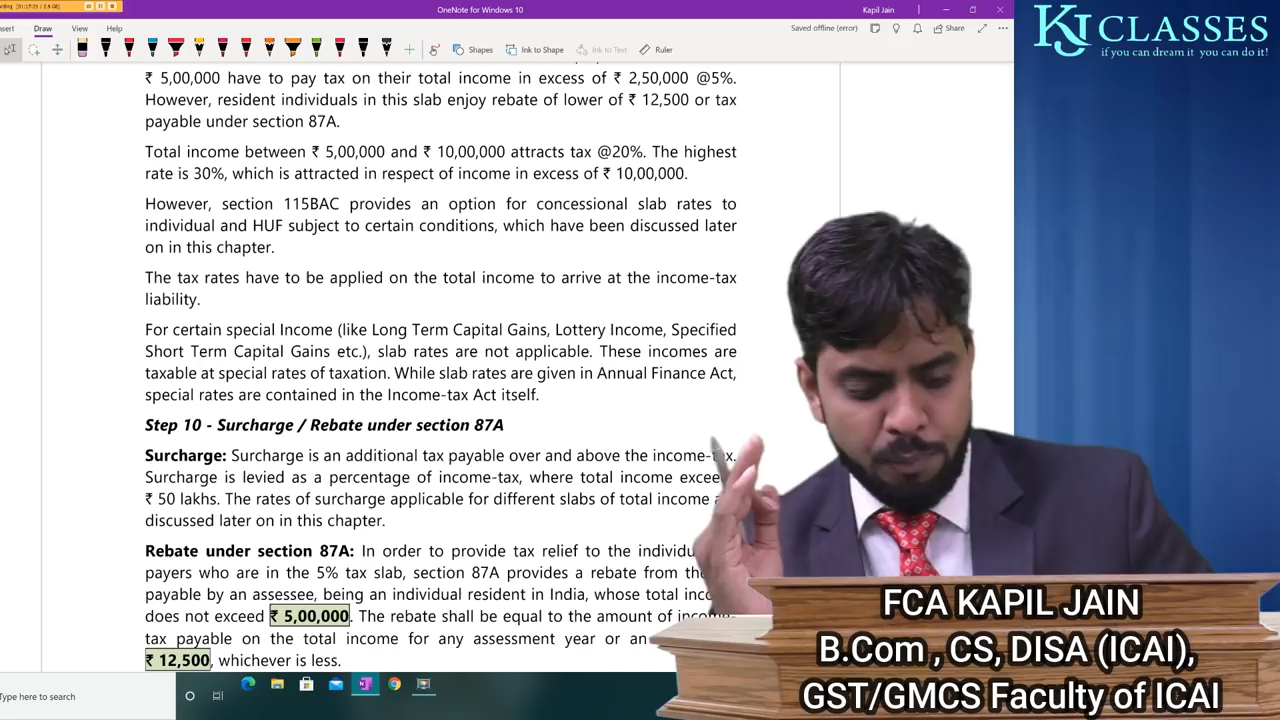 OneNote for Windows 10
Kapil Jain
Draw View Help
Saved offline (error)
Shapes Ink to Shape Ink to Text Ruler
Share
KJ CLASSES
if you can dream it you can do it!
₹ 5,00,000 have to pay tax on their total income in excess of ₹ 2,50,000 @5%.
However, resident individuals in this slab enjoy rebate of lower of ₹ 12,500 or tax
payable under section 87A.
Total income between ₹ 5,00,000 and ₹ 10,00,000 attracts tax @20%. The highest
rate is 30%, which is attracted in respect of income in excess of ₹ 10,00,000.
However, section 115BAC provides an option for concessional slab rates to
individual and HUF subject to certain conditions, which have been discussed later
on in this chapter.
The tax rates have to be applied on the total income to arrive at the income-tax
liability.
For certain special Income (like Long Term Capital Gains, Lottery Income, Specified
Short Term Capital Gains etc.), slab rates are not applicable. These incomes are
taxable at special rates of taxation. While slab rates are given in Annual Finance Act,
special rates are contained in the Income-tax Act itself.
Step 10 - Surcharge / Rebate under section 87A
Surcharge: Surcharge is an additional tax payable over and above the income-tax.
Surcharge is levied as a percentage of income-tax, where total income
₹ 50 lakhs. The rates of surcharge applicable for different slabs of total income
discussed later on in this chapter.
Rebate under section 87A: In order to provide tax relief to the
payers who are in the 5% tax slab, section 87A provides a rebate from
payable by an assessee, being an individual resident in India, whose total
does not exceed ₹ 5,00,000. The rebate shall be equal to the amount of income-
tax payable on the total income for any assessment year or an
₹ 12,500, whichever is less.
Type here to search
FCA KAPIL JAIN
B.Com , CS, DISA (ICAI),
GST/GMCS Faculty of ICAI